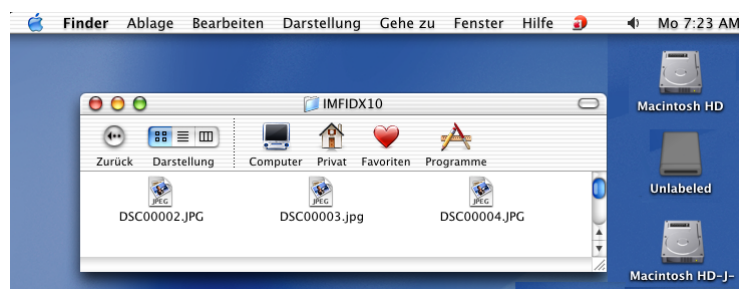 Finder Ablage Bearbeiten Darstellung Gehe zu Fenster Hilfe Mo 7:23 AM
IMFIDX10
Macintosh HD
Zurück Darstellung Computer Privat Favoriten Programme
JPEG JPEG JPEG
DSC00002.JPG DSC00003.jpg DSC00004.JPG
Unlabeled
Macintosh HD-J-